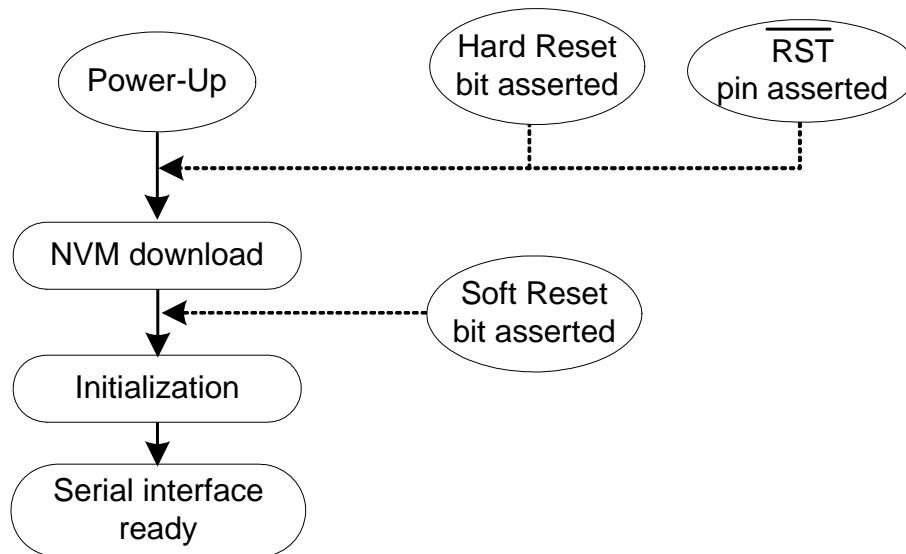 Power-Up
Hard Reset
bit asserted
RST
pin asserted
NVM download
Soft Reset
bit asserted
Initialization
Serial interface
ready